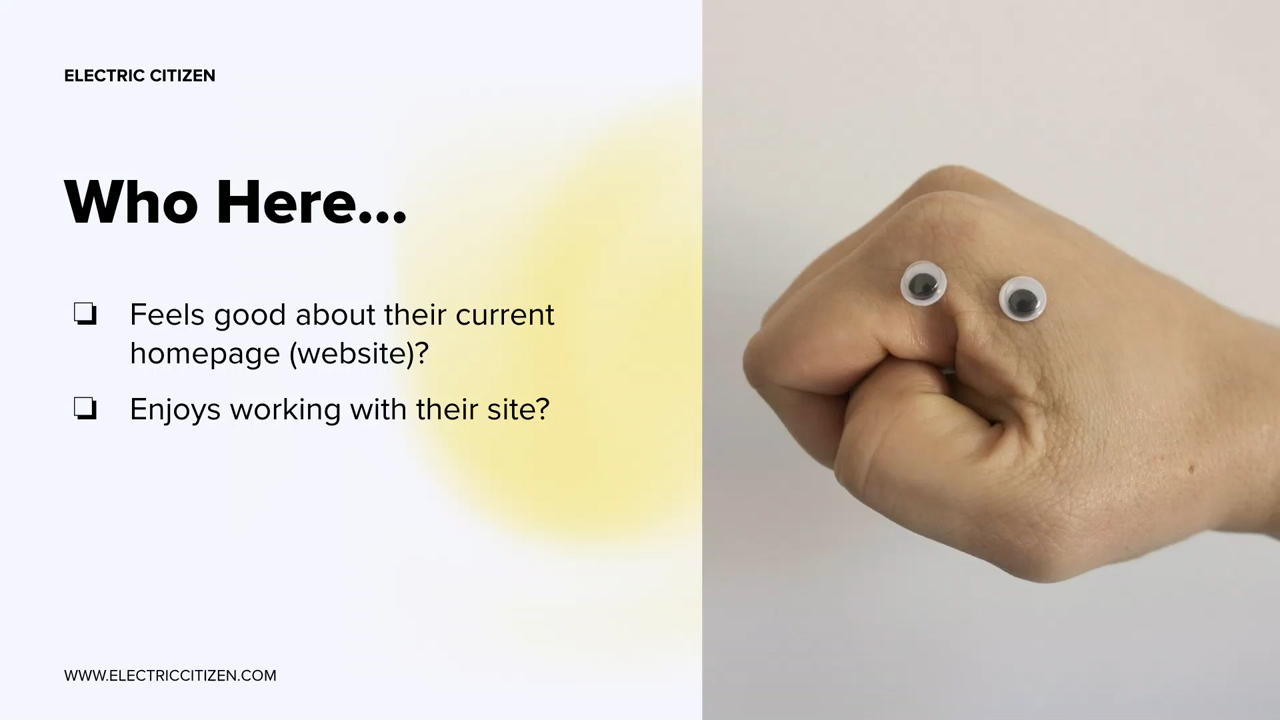 ELECTRIC CITIZEN
Who Here...
❏ Feels good about their current
homepage (website)?
❏ Enjoys working with their site?
WWW.ELECTRICCITIZEN.COM